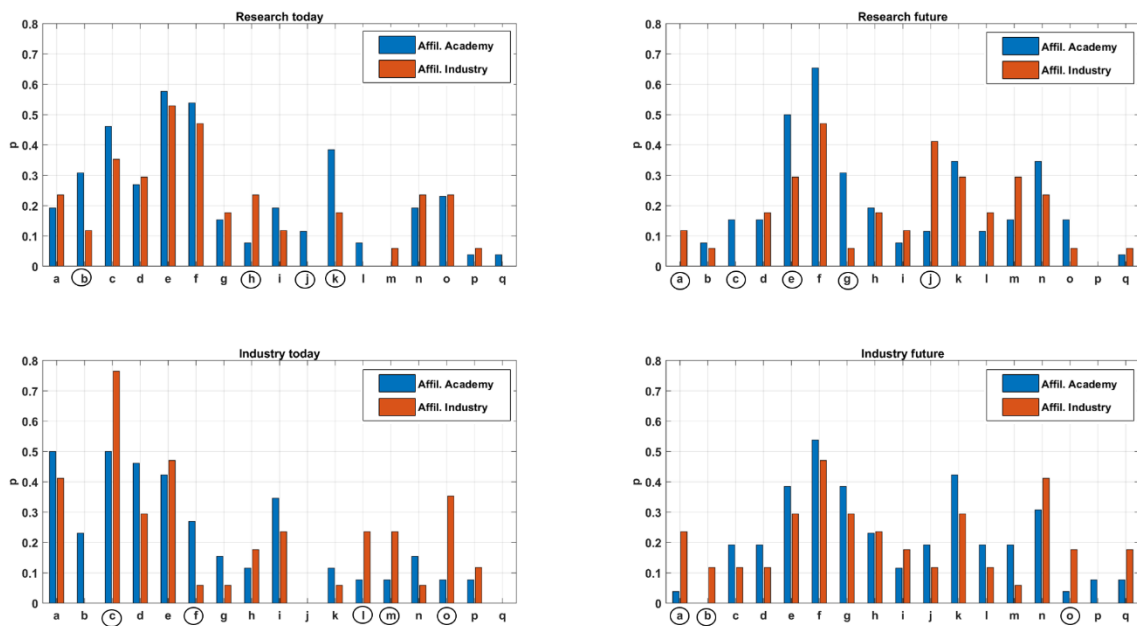 Research today
0.8
0.7
0.6
0.5
0.4
0.3
0.2
0.1
0
p
Affil. Academy
Affil. Industry
a b c d e f g h i j k l m n o p q
Research future
0.8
0.7
0.6
0.5
0.4
0.3
0.2
0.1
0
p
Affil. Academy
Affil. Industry
a b c d e f g h i j k l m n o p q
Industry today
0.8
0.7
0.6
0.5
0.4
0.3
0.2
0.1
0
p
Affil. Academy
Affil. Industry
a b c d e f g h i j k l m n o p q
Industry future
0.8
0.7
0.6
0.5
0.4
0.3
0.2
0.1
0
p
Affil. Academy
Affil. Industry
a b c d e f g h i j k l m n o p q